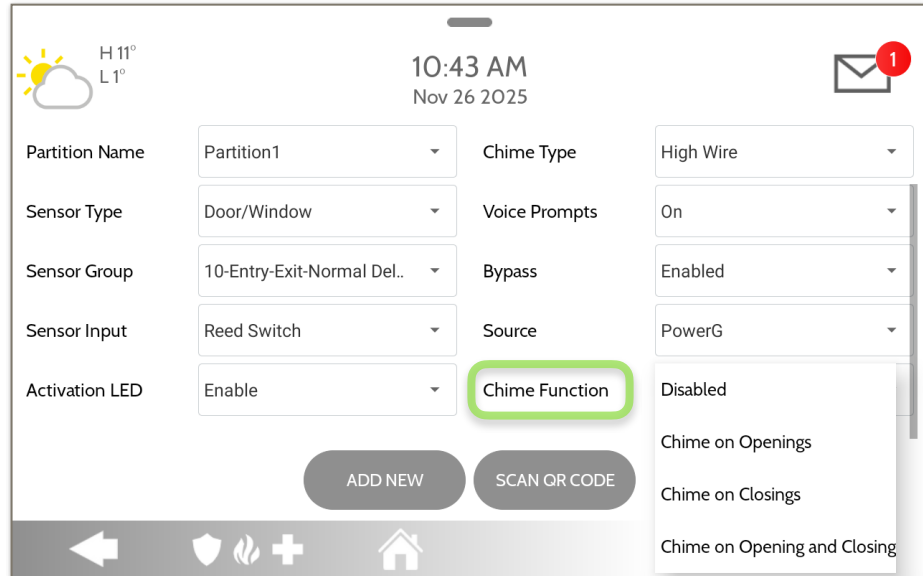 H 11°
L 1°
10:43 AM
Nov 26 2025
1
Partition Name Partition1 Chime Type High Wire
Sensor Type Door/Window Voice Prompts On
Sensor Group 10-Entry-Exit-Normal Del.. Bypass Enabled
Sensor Input Reed Switch Source PowerG
Activation LED Enable Chime Function Disabled
Chime on Openings
Chime on Closings
Chime on Opening and Closing
ADD NEW SCAN QR CODE